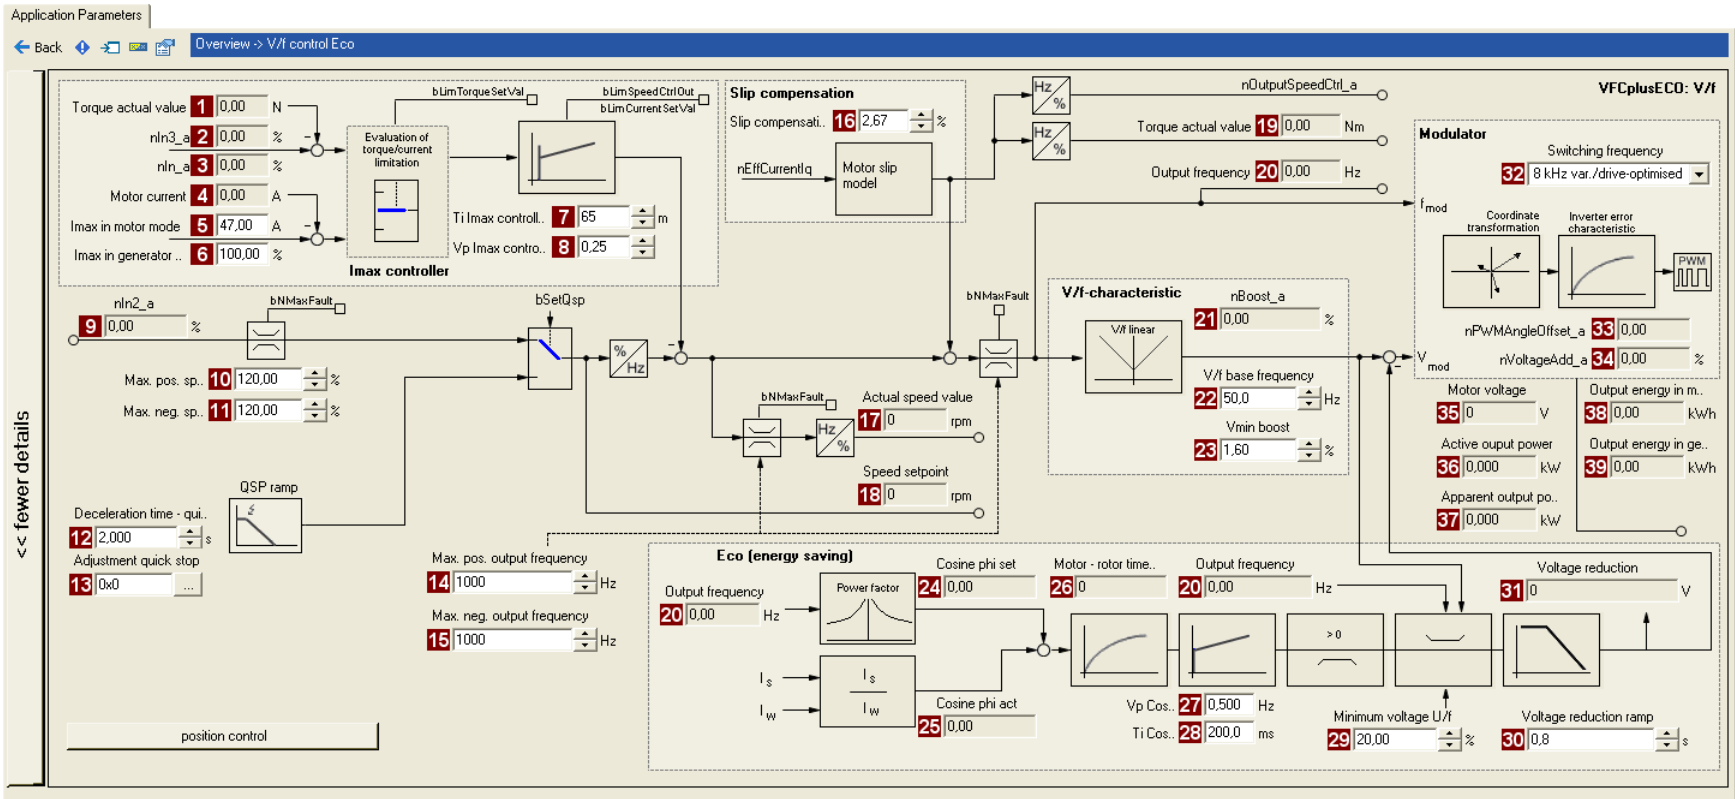 Application Parameters
Back
Overview -> V/f control Eco
<< fewer details
VFCplusECO: V/f
Torque actual value 1 0,00 N
nIn3_a 2 0,00 %
nIn_a 3 0,00 %
Motor current 4 0,00 A
Imax in motor mode 5 47,00 A
Imax in generator .. 6 100,00 %
bLimTorqueSetVal
Evaluation of
torque/current
limitation
bLimSpeedCtrlOut
bLimCurrentSetVal
Ti Imax controll.. 7 65 m
Vp Imax contro.. 8 0,25
Imax controller
Slip compensation
Slip compensati.. 16 2,67 %
nEffCurrentIq
Motor slip
model
Hz
%
Hz
%
nOutputSpeedCtrl_a
Torque actual value 19 0,00 Nm
Output frequency 20 0,00 Hz
Modulator
Switching frequency
32 8 kHz var./drive-optimised
fmod
Coordinate
transformation
Inverter error
characteristic
PWM
nPWMAngleOffset_a 33 0,00
nVoltageAdd_a 34 0,00 %
Vmod
nIn2_a
9 0,00 %
bNMaxFault
Max. pos. sp.. 10 120,00 %
Max. neg. sp.. 11 120,00 %
bSetQsp
%
Hz
bNMaxFault
V/f-characteristic
nBoost_a
21 0,00 %
V/f linear
V/f base frequency
22 50,0 Hz
Vmin boost
23 1,60 %
bNMaxFault
Hz
%
Actual speed value
17 0 rpm
Speed setpoint
18 0 rpm
Motor voltage
35 0 V
Active ouput power
36 0,000 kW
Apparent output po..
37 0,000 kW
Output energy in m..
38 0,00 kWh
Output energy in ge..
39 0,00 kWh
QSP ramp
Deceleration time - qui..
12 2,000 s
Adjustment quick stop
13 0x0 ...
Max. pos. output frequency
14 1000 Hz
Max. neg. output frequency
15 1000 Hz
Eco (energy saving)
Output frequency
20 0,00 Hz
Power factor
Cosine phi set
24 0,00
Is
Iw
Is
Iw
Cosine phi act
25 0,00
Motor - rotor time..
26 0
Output frequency
20 0,00 Hz
> 0
Vp Cos.. 27 0,500 Hz
Ti Cos.. 28 200,0 ms
Minimum voltage U/f
29 20,00 %
Voltage reduction ramp
30 0,8 s
Voltage reduction
31 0 V
position control